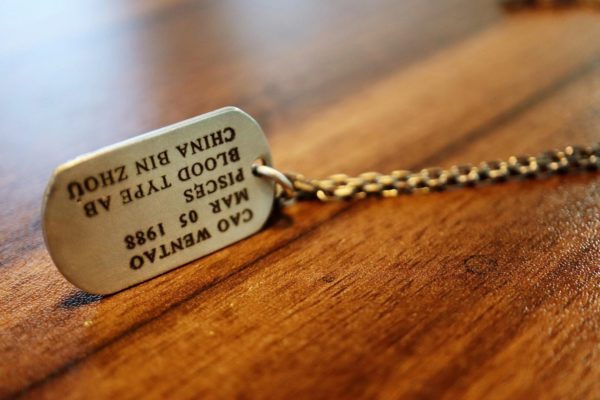 CAO WENTAO
MAR 05 1988
PISCES
BLOOD TYPE AB
CHINA BIN ZHOU